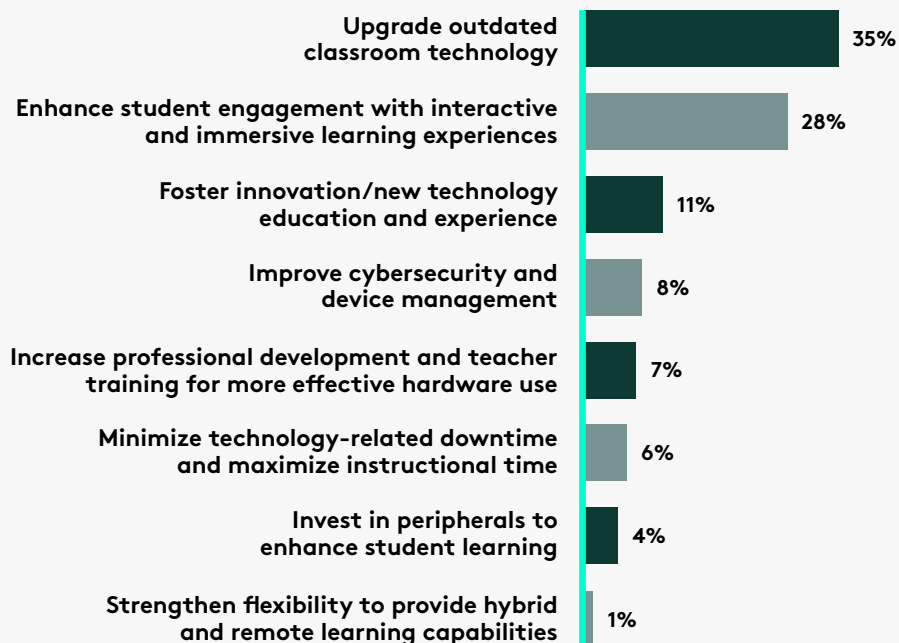 Upgrade outdated
classroom technology
35%
Enhance student engagement with interactive
and immersive learning experiences
28%
Foster innovation/new technology
education and experience
11%
Improve cybersecurity and
device management
8%
Increase professional development and teacher
training for more effective hardware use
7%
Minimize technology-related downtime
and maximize instructional time
6%
Invest in peripherals to
enhance student learning
4%
Strengthen flexibility to provide hybrid
and remote learning capabilities
1%